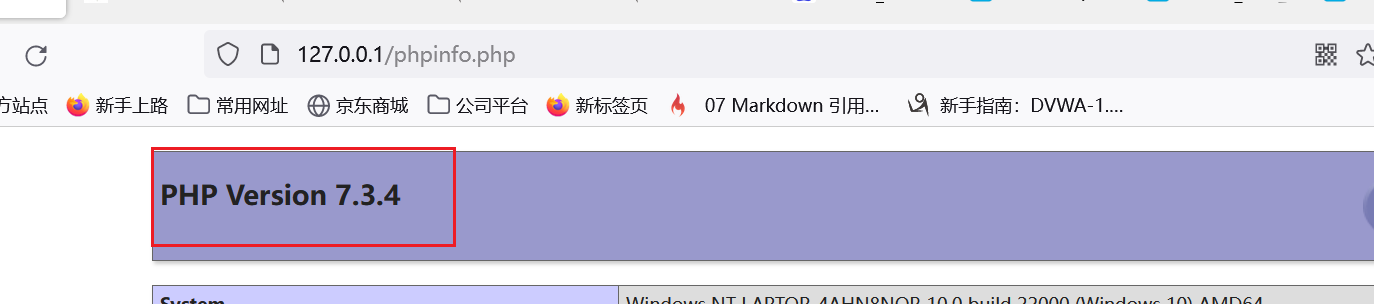 127.0.0.1/phpinfo.php
方站点 新手上路 常用网址 京东商城 公司平台 新标签页 07 Markdown 引用... 新手指南：DVWA-1....
PHP Version 7.3.4
System Windows NT LAPTOP-4AHN8NOR 10.0 build 22000 (Windows 10) AMD64